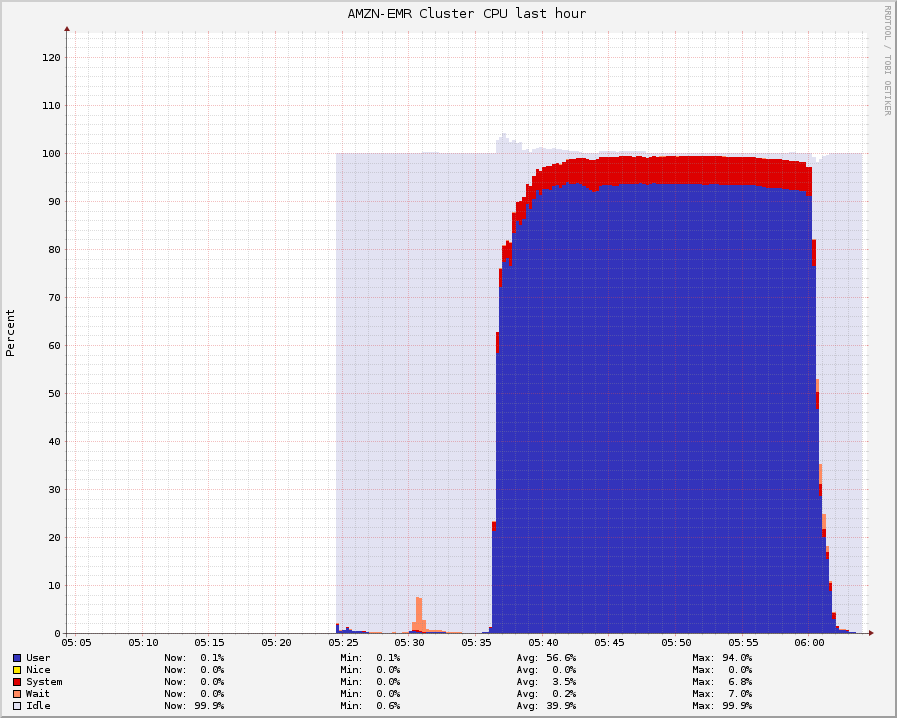 AMZN-EMR Cluster CPU last hour
RRDTOOL / TOBI OETIKER
Percent
120
110
100
90
80
70
60
50
40
30
20
10
0
05:05 05:10 05:15 05:20 05:25 05:30 05:35 05:40 05:45 05:50 05:55 06:00
User Now: 0.1% Min: 0.1% Avg: 56.6% Max: 94.0%
Nice Now: 0.0% Min: 0.0% Avg: 0.0% Max: 0.0%
System Now: 0.0% Min: 0.0% Avg: 3.5% Max: 6.8%
Wait Now: 0.0% Min: 0.0% Avg: 0.2% Max: 7.0%
Idle Now: 99.9% Min: 0.6% Avg: 39.9% Max: 99.9%